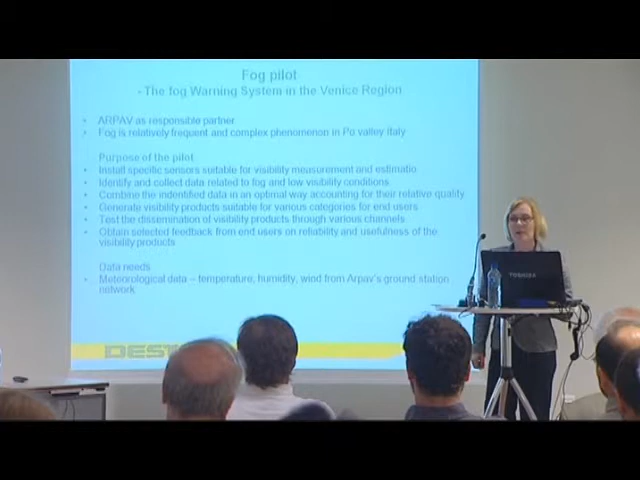 Fog pilot
- The fog Warning System in the Venice Region
• ARPAV as responsible partner
• Fog is relatively frequent and complex phenomenon in Po valley Italy
Purpose of the pilot
• Install specific sensors suitable for visibility measurement and estimatio
• Identify and collect data related to fog and low visibility conditions
• Combine the indentified data in an optimal way accounting for their relative quality
• Generate visibility products suitable for various categories for end users
• Test the dissemination of visibility products through various channels
• Obtain selected feedback from end users on reliability and usefulness of the
visibility products
Data needs
• Meteorological data – temperature, humidity, wind from Arpav's ground station
network
TOSHIBA